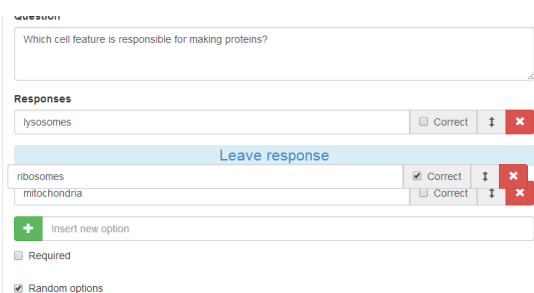 Question
Which cell feature is responsible for making proteins?
Responses
lysosomes Correct
Leave response
ribosomes Correct
mitochondria Correct
Insert new option
Required
Random options